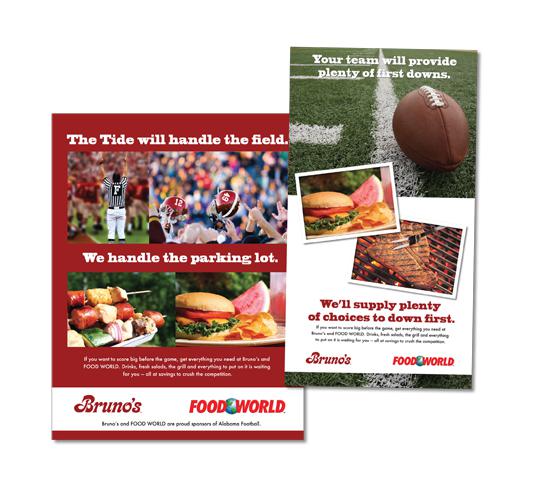 The Tide will handle the field.
F
12
49
We handle the parking lot.
If you want to score big before the game, get everything you need at Bruno's and
FOOD WORLD. Drinks, fresh salads, the grill and everything to put on it is waiting
for you – all at savings to crush the competition.
Bruno's
FOOD WORLD
Bruno's and FOOD WORLD are proud sponsors of Alabama Football.
Your team will provide
plenty of first downs.
We'll supply plenty
of choices to down first.
If you want to score big before the game, get everything you need at
Bruno's and FOOD WORLD. Drinks, fresh salads, the grill and everything
to put on it is waiting for you – all at savings to crush the competition.
Bruno's
FOOD WORLD